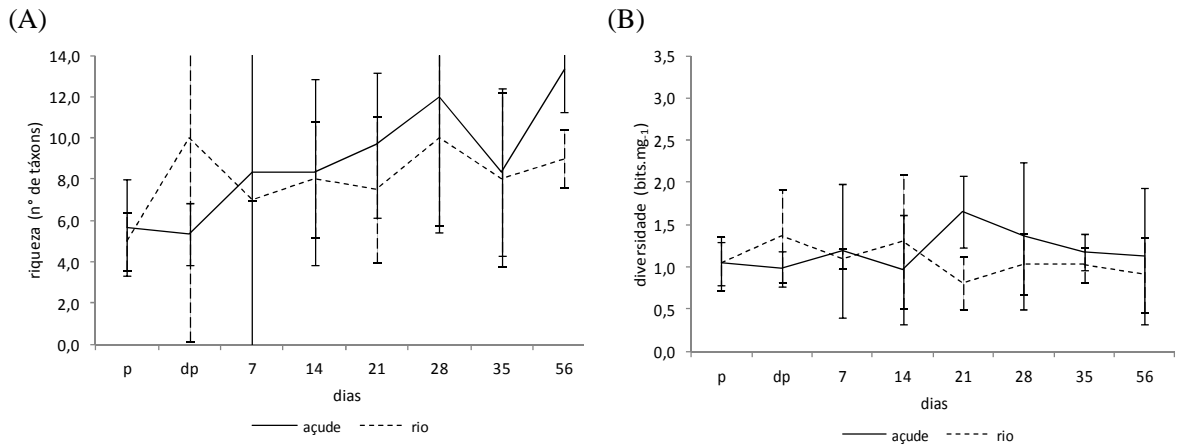 (A)
(B)
14,0
12,0
10,0
8,0
6,0
4,0
2,0
0,0
riqueza (n° de táxons)
p dp 7 14 21 28 35 56
dias
açude rio
3,5
3,0
2,5
2,0
1,5
1,0
0,5
0,0
diversidade (bits.mg-1)
p dp 7 14 21 28 35 56
dias
açude rio